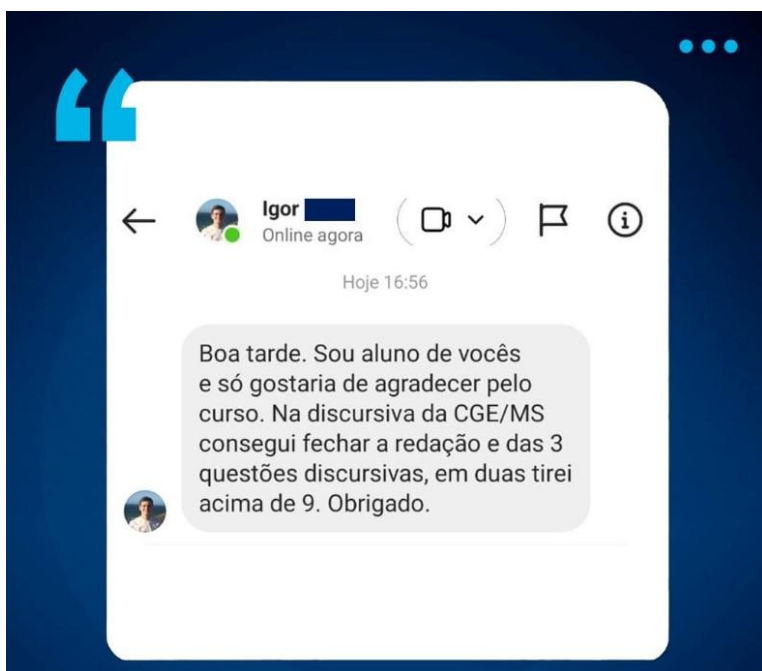 Igor
Online agora
Hoje 16:56
Boa tarde. Sou aluno de vocês
e só gostaria de agradecer pelo
curso. Na discursiva da CGE/MS
consegui fechar a redação e das 3
questões discursivas, em duas tirei
acima de 9. Obrigado.